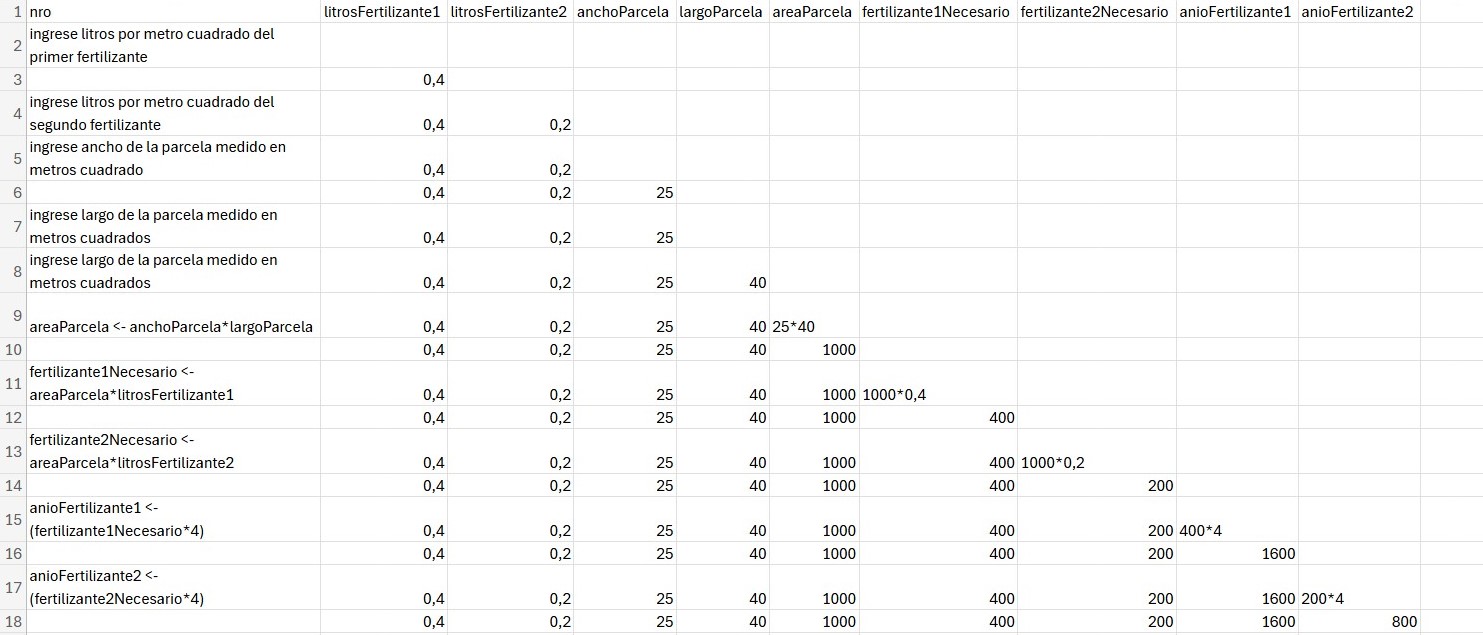 1 nro litrosFertilizante1 litrosFertilizante2 anchoParcela largoParcela areaParcela fertilizante1Necesario fertilizante2Necesario anioFertilizante1 anioFertilizante2
ingrese litros por metro cuadrado del
2
primer fertilizante
3 0,4
ingrese litros por metro cuadrado del
4
segundo fertilizante 0,4 0,2
ingrese ancho de la parcela medido en
5
metros cuadrado 0,4 0,2
6 0,4 0,2 25
ingrese largo de la parcela medido en
7
metros cuadrados 0,4 0,2 25
ingrese largo de la parcela medido en
8
metros cuadrados 0,4 0,2 25 40
9
areaParcela <- anchoParcela*largoParcela 0,4 0,2 25 40 25*40
10 0,4 0,2 25 40 1000
fertilizante1Necesario <-
11
areaParcela*litrosFertilizante1 0,4 0,2 25 40 1000 1000*0,4
12 0,4 0,2 25 40 1000 400
fertilizante2Necesario <-
13
areaParcela*litrosFertilizante2 0,4 0,2 25 40 1000 400 1000*0,2
14 0,4 0,2 25 40 1000 400 200
anioFertilizante1 <-
15
(fertilizante1Necesario*4) 0,4 0,2 25 40 1000 400 200 400*4
16 0,4 0,2 25 40 1000 400 200 1600
anioFertilizante2 <-
17
(fertilizante2Necesario*4) 0,4 0,2 25 40 1000 400 200 1600 200*4
18 0,4 0,2 25 40 1000 400 200 1600 800